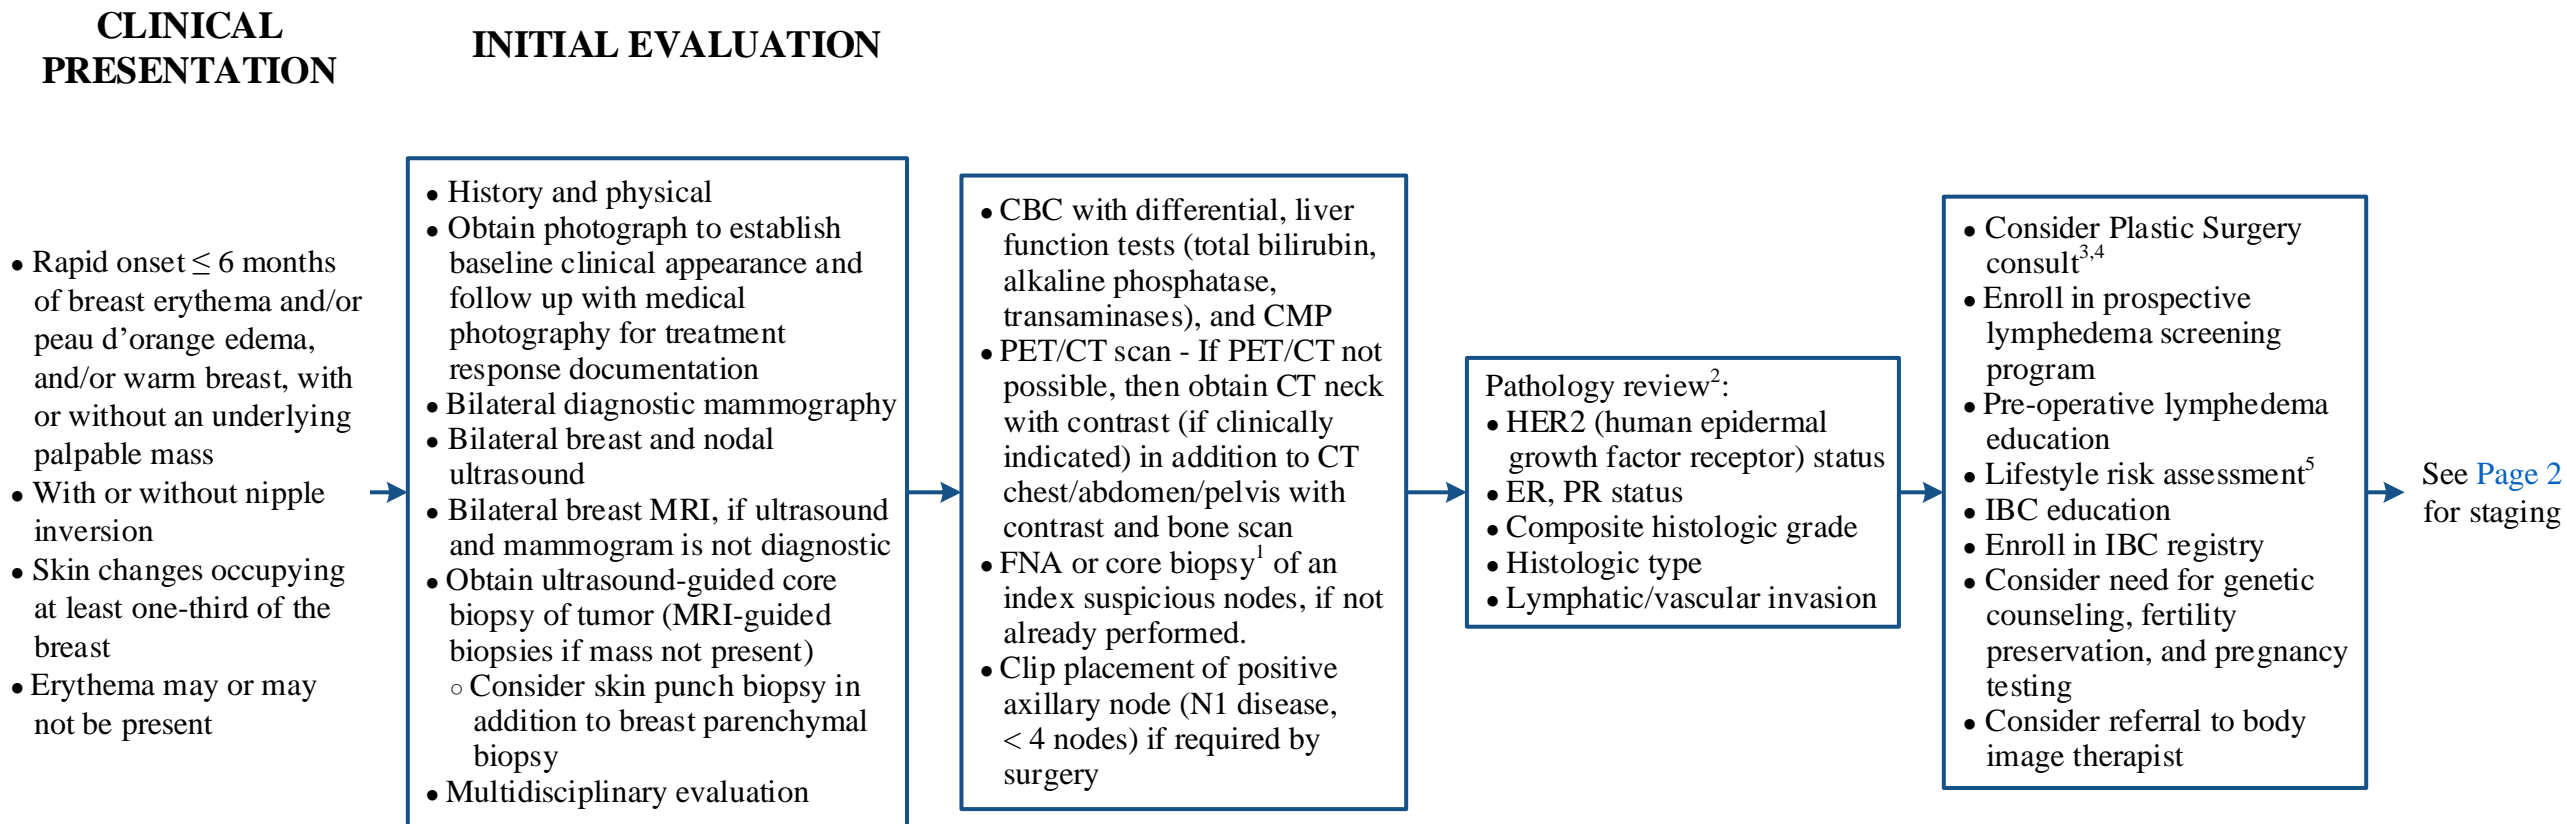 CLINICAL
PRESENTATION
INITIAL EVALUATION
• Rapid onset ≤ 6 months
of breast erythema and/or
peau d’orange edema,
and/or warm breast, with
or without an underlying
palpable mass
• With or without nipple
inversion
• Skin changes occupying
at least one-third of the
breast
• Erythema may or may
not be present
• History and physical
• Obtain photograph to establish
baseline clinical appearance and
follow up with medical
photography for treatment
response documentation
• Bilateral diagnostic mammography
• Bilateral breast and nodal
ultrasound
• Bilateral breast MRI, if ultrasound
and mammogram is not diagnostic
• Obtain ultrasound-guided core
biopsy of tumor (MRI-guided
biopsies if mass not present)
○ Consider skin punch biopsy in
addition to breast parenchymal
biopsy
• Multidisciplinary evaluation
• CBC with differential, liver
function tests (total bilirubin,
alkaline phosphatase,
transaminases), and CMP
• PET/CT scan - If PET/CT not
possible, then obtain CT neck
with contrast (if clinically
indicated) in addition to CT
chest/abdomen/pelvis with
contrast and bone scan
• FNA or core biopsy1 of an
index suspicious nodes, if not
already performed.
• Clip placement of positive
axillary node (N1 disease,
< 4 nodes) if required by
surgery
Pathology review2:
• HER2 (human epidermal
growth factor receptor) status
• ER, PR status
• Composite histologic grade
• Histologic type
• Lymphatic/vascular invasion
• Consider Plastic Surgery
consult3,4
• Enroll in prospective
lymphedema screening
program
• Pre-operative lymphedema
education
• Lifestyle risk assessment5
• IBC education
• Enroll in IBC registry
• Consider need for genetic
counseling, fertility
preservation, and pregnancy
testing
• Consider referral to body
image therapist
See Page 2
for staging